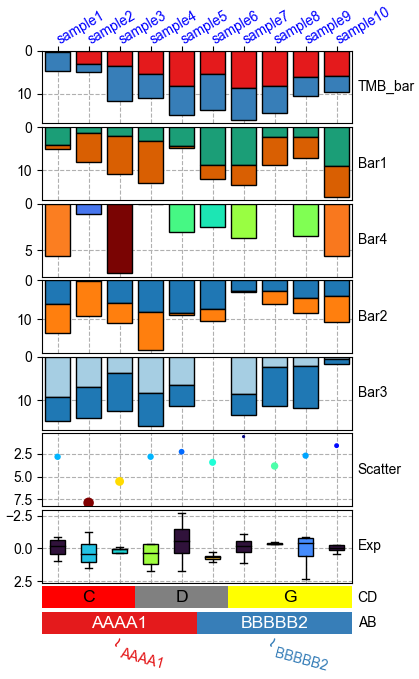 sample1 sample2 sample3 sample4 sample5 sample6 sample7 sample8 sample9 sample10
0
10
TMB_bar
0
10
Bar1
0
5
Bar4
0
10
Bar2
0
10
Bar3
2.5
5.0
7.5
Scatter
−2.5
0.0
2.5
Exp
C D G CD
AAAA1 BBBBB2 AB
AAAA1 BBBBB2